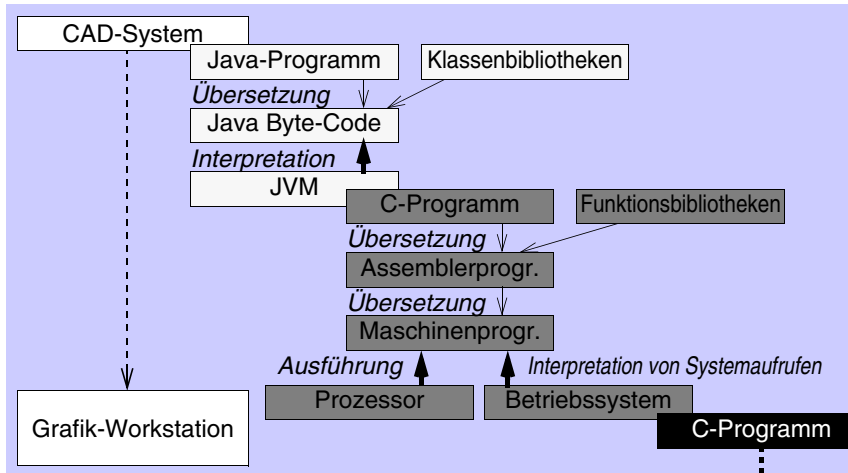 CAD-System
Java-Programm
Klassenbibliotheken
Übersetzung
Java Byte-Code
Interpretation
JVM
C-Programm
Funktionsbibliotheken
Übersetzung
Assemblerprogr.
Übersetzung
Maschinenprogr.
Ausführung
Interpretation von Systemaufrufen
Prozessor
Betriebssystem
Grafik-Workstation
C-Programm